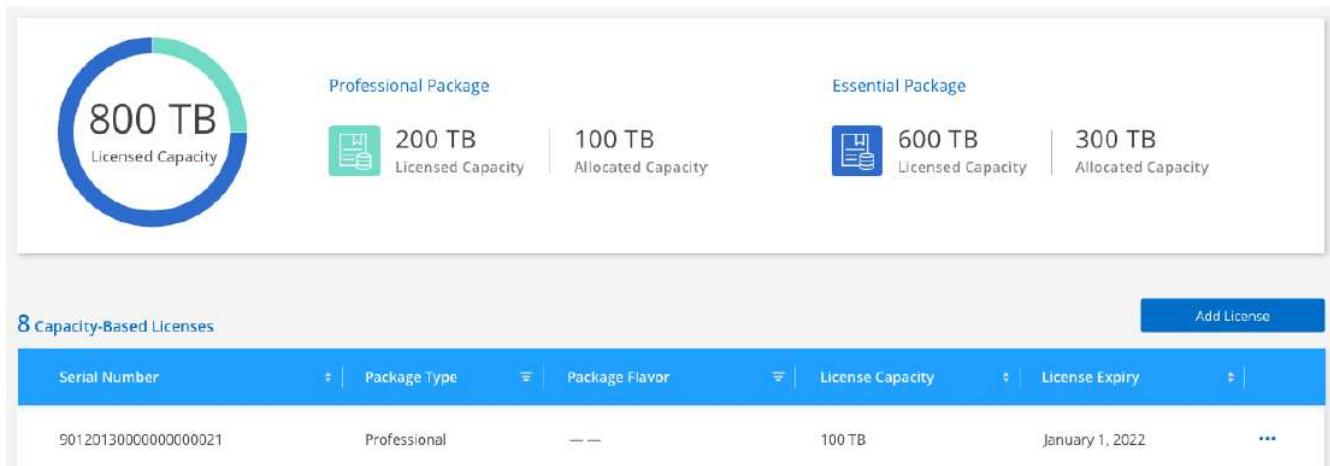 800 TB
Licensed Capacity
Professional Package
200 TB
Licensed Capacity
100 TB
Allocated Capacity
Essential Package
600 TB
Licensed Capacity
300 TB
Allocated Capacity
8 Capacity-Based Licenses
Add License
Serial Number Package Type Package Flavor License Capacity License Expiry
90120130000000000021 Professional — — 100 TB January 1, 2022 •••